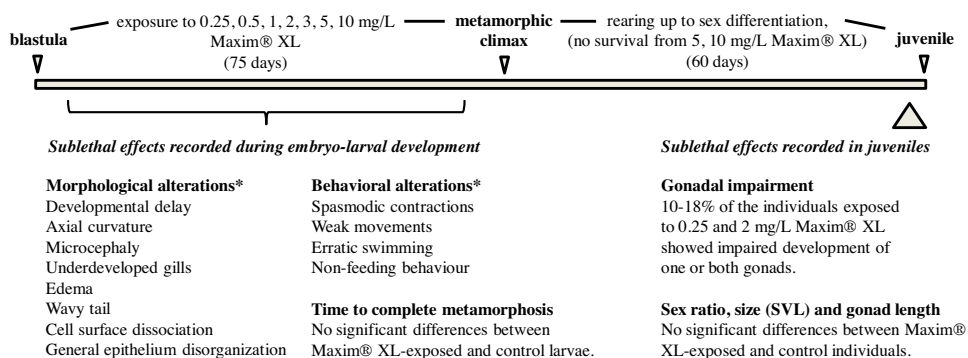 blastula
exposure to 0.25, 0.5, 1, 2, 3, 5, 10 mg/L
Maxim® XL
(75 days)
metamorphic
climax
rearing up to sex differentiation,
(no survival from 5, 10 mg/L Maxim® XL)
(60 days)
juvenile
Sublethal effects recorded during embryo-larval development
Morphological alterations*
Developmental delay
Axial curvature
Microcephaly
Underdeveloped gills
Edema
Wavy tail
Cell surface dissociation
General epithelium disorganization
Behavioral alterations*
Spasmodic contractions
Weak movements
Erratic swimming
Non-feeding behaviour
Time to complete metamorphosis
No significant differences between
Maxim® XL-exposed and control larvae.
Sublethal effects recorded in juveniles
Gonadal impairment
10-18% of the individuals exposed
to 0.25 and 2 mg/L Maxim® XL
showed impaired development of
one or both gonads.
Sex ratio, size (SVL) and gonad length
No significant differences between Maxim®
XL-exposed and control individuals.